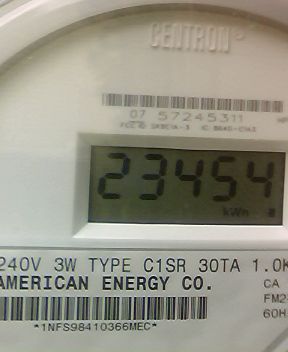 CENTRON
07 57245311
23454
kWh
240V 3W TYPE C1SR 30TA 1.0K
AMERICAN ENERGY CO.
CA
FM2
60H
*1NFS98410366MEC*